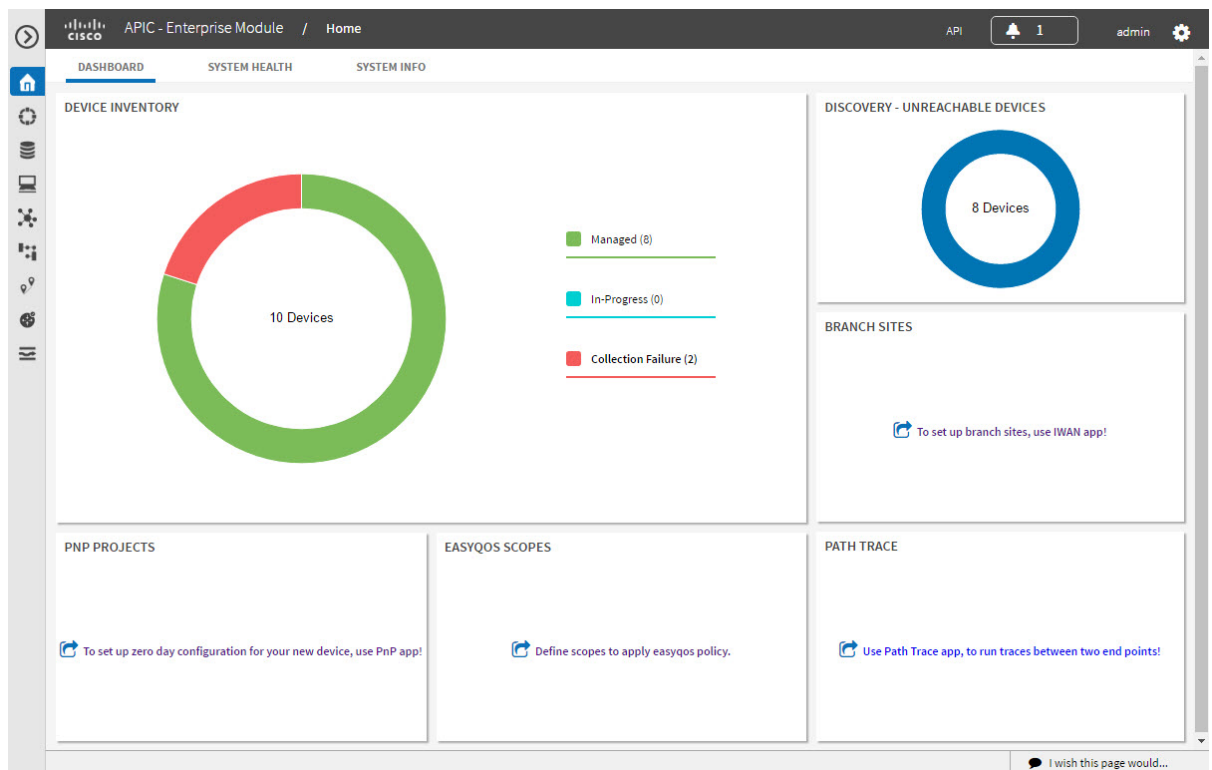 CISCO APIC - Enterprise Module / Home API 1 admin
DASHBOARD SYSTEM HEALTH SYSTEM INFO
DEVICE INVENTORY
10 Devices
Managed (8)
In-Progress (0)
Collection Failure (2)
DISCOVERY - UNREACHABLE DEVICES
8 Devices
BRANCH SITES
To set up branch sites, use IWAN app!
PNP PROJECTS
To set up zero day configuration for your new device, use PnP app!
EASYQOS SCOPES
Define scopes to apply easyqos policy.
PATH TRACE
Use Path Trace app, to run traces between two end points!
I wish this page would...